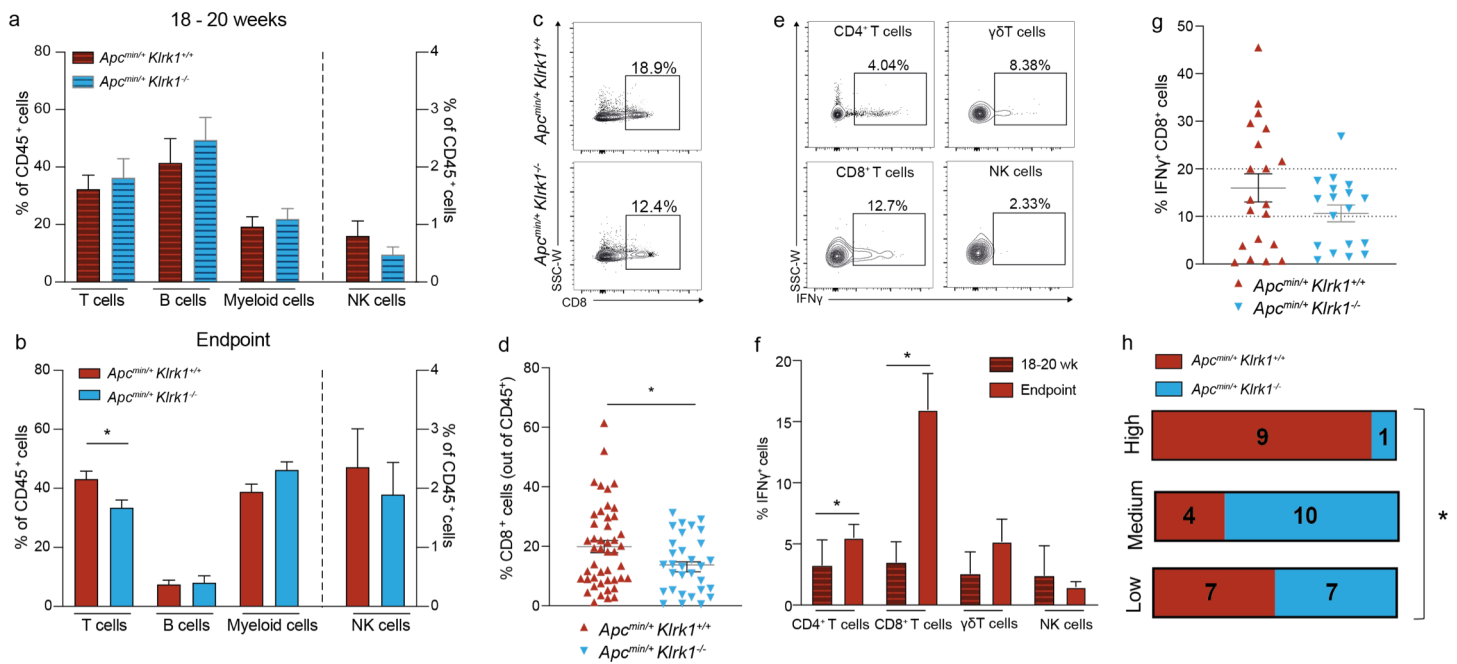 a
18 - 20 weeks
% of CD45⁺ cells
80
60
40
20
0
Apcmin/+ Klrk1+/+
Apcmin/+ Klrk1-/-
4
3
2
1
0
% of CD45⁺ cells
T cells
B cells
Myeloid cells
NK cells
b
Endpoint
% of CD45⁺ cells
80
60
40
20
0
Apcmin/+ Klrk1+/+
Apcmin/+ Klrk1-/-
*
4
3
2
1
0
% of CD45⁺ cells
T cells
B cells
Myeloid cells
NK cells
c
Apcmin/+ Klrk1+/+
18.9%
Apcmin/+ Klrk1-/-
12.4%
SSC-W
CD8
d
% CD8⁺ cells (out of CD45⁺)
80
60
40
20
0
*
Apcmin/+ Klrk1+/+
Apcmin/+ Klrk1-/-
e
CD4⁺ T cells
4.04%
γδT cells
8.38%
CD8⁺ T cells
12.7%
NK cells
2.33%
SSC-W
IFNγ
f
% IFNγ⁺ cells
20
15
10
5
0
18-20 wk
Endpoint
*
*
CD4⁺ T cells
CD8⁺ T cells
γδT cells
NK cells
g
% IFNγ⁺ CD8⁺ cells
50
40
30
20
10
0
Apcmin/+ Klrk1+/+
Apcmin/+ Klrk1-/-
h
Apcmin/+ Klrk1+/+
Apcmin/+ Klrk1-/-
High
9
1
Medium
4
10
Low
7
7
*